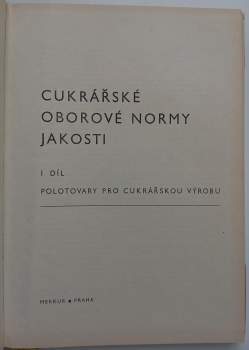 CUKRÁŘSKÉ
OBOROVÉ NORMY
JAKOSTI
I DÍL
POLOTOVARY PRO CUKRÁŘSKOU VÝROBU
MERKUR ● PRAHA